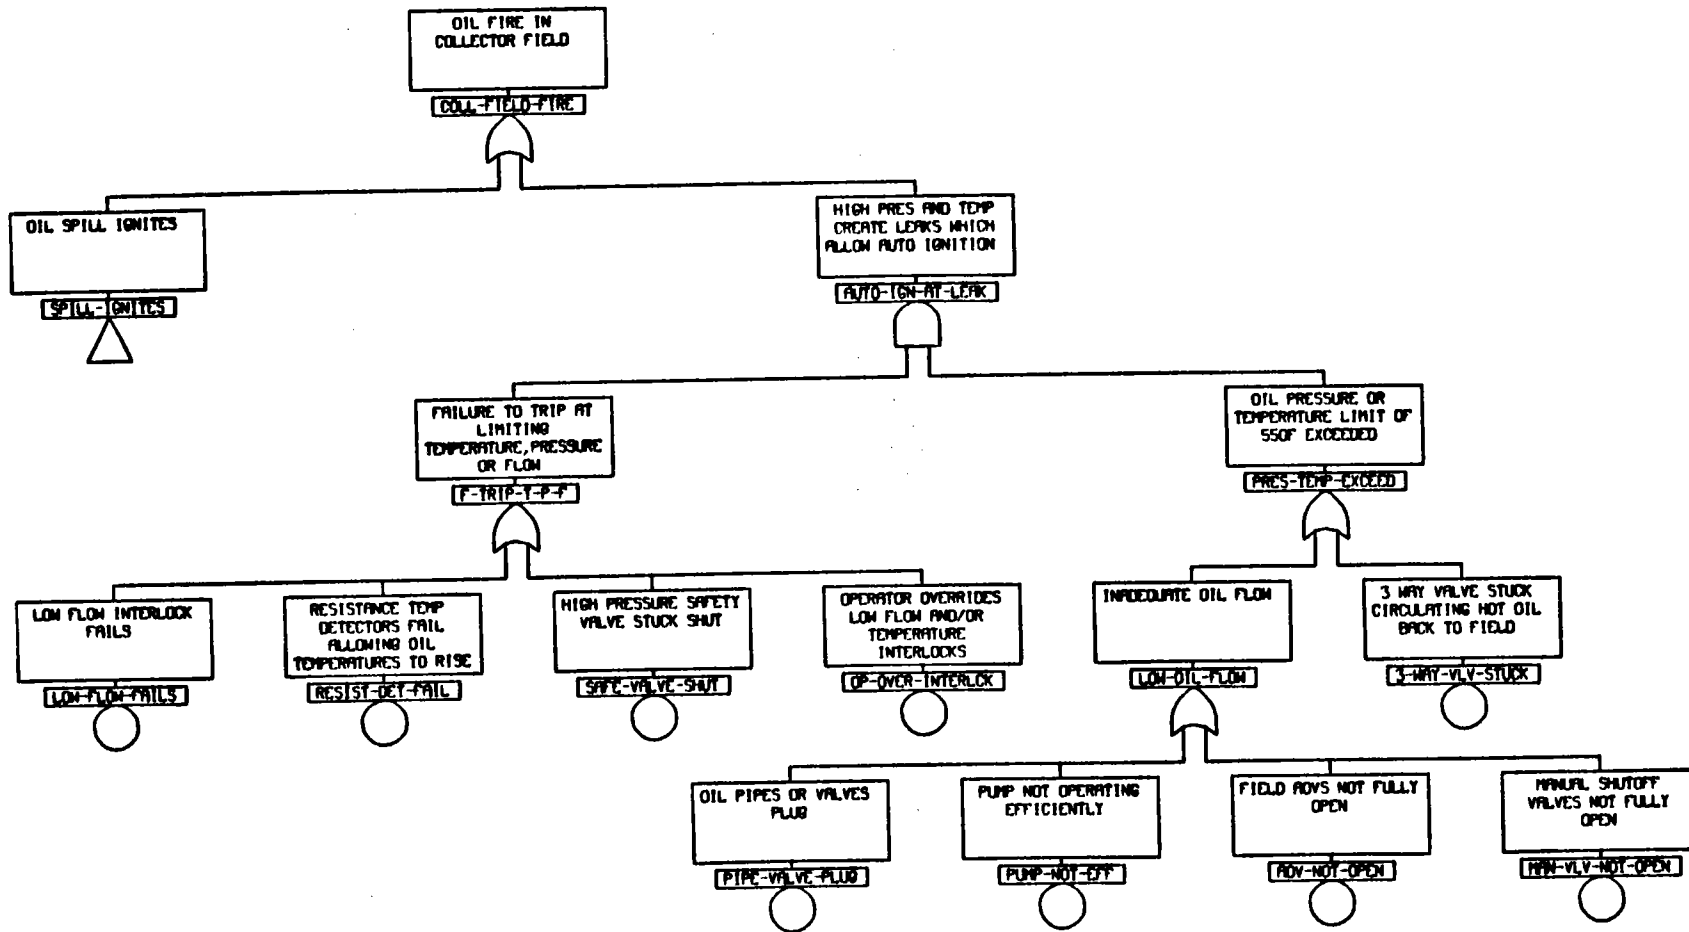 OIL FIRE IN
COLLECTOR FIELD
COLL-FIELD-FIRE
OIL SPILL IGNITES
SPILL-IGNITES
HIGH PRES AND TEMP
CREATE LEAKS WHICH
ALLOW AUTO IGNITION
AUTO-IGN-AT-LEAK
FAILURE TO TRIP AT
LIMITING
TEMPERATURE,PRESSURE
OR FLOW
F-TRIP-T-P-F
OIL PRESSURE OR
TEMPERATURE LIMIT OF
550F EXCEEDED
PRES-TEMP-EXCEED
LOW FLOW INTERLOCK
FAILS
LOW-FLOW-FAILS
RESISTANCE TEMP
DETECTORS FAIL
ALLOWING OIL
TEMPERATURES TO RISE
RESIST-DET-FAIL
HIGH PRESSURE SAFETY
VALVE STUCK SHUT
SAFE-VALVE-SHUT
OPERATOR OVERRIDES
LOW FLOW AND/OR
TEMPERATURE
INTERLOCKS
OP-OVER-INTERLCK
INADEQUATE OIL FLOW
LOW-OIL-FLOW
3 WAY VALVE STUCK
CIRCULATING HOT OIL
BACK TO FIELD
3-WAY-VLV-STUCK
OIL PIPES OR VALVES
PLUG
PIPE-VALVE-PLUG
PUMP NOT OPERATING
EFFICIENTLY
PUMP-NOT-EFF
FIELD AOVS NOT FULLY
OPEN
AOV-NOT-OPEN
MANUAL SHUTOFF
VALVES NOT FULLY
OPEN
MAN-VLV-NOT-OPEN